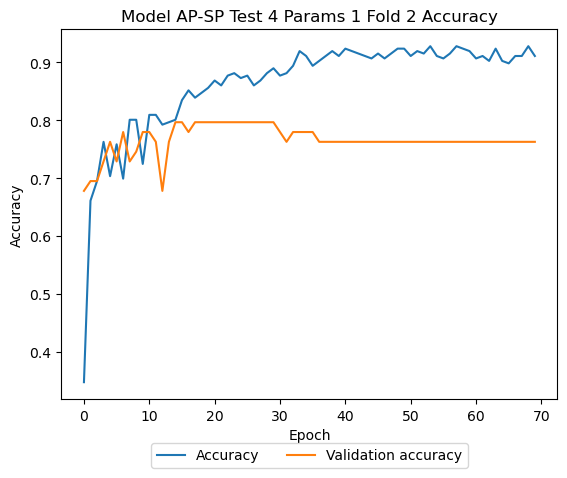 Model AP-SP Test 4 Params 1 Fold 2 Accuracy
Accuracy
0.9
0.8
0.7
0.6
0.5
0.4
0 10 20 30 40 50 60 70
Epoch
Accuracy Validation accuracy